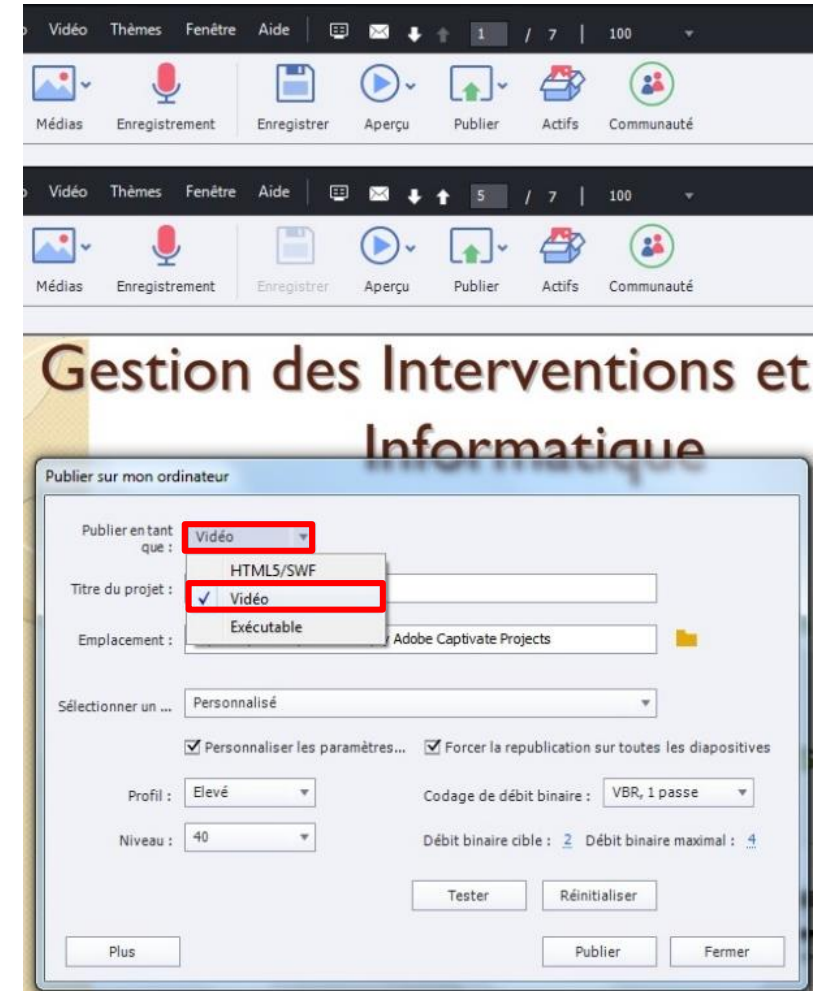 Vidéo Thèmes Fenêtre Aide 1 / 7 | 100
Médias Enregistrement Enregistrer Aperçu Publier Actifs Communauté
Vidéo Thèmes Fenêtre Aide 5 / 7 | 100
Médias Enregistrement Enregistrer Aperçu Publier Actifs Communauté
Gestion des Interventions et
Informatique
Publier sur mon ordinateur
Publier en tant que : Vidéo
HTML5/SWF
Titre du projet : ✓ Vidéo
Exécutable
Emplacement : Adobe Captivate Projects
Sélectionner un ... Personnalisé
Personnaliser les paramètres... Forcer la republication sur toutes les diapositives
Profil : Elevé Codage de débit binaire : VBR, 1 passe
Niveau : 40 Débit binaire cible : 2 Débit binaire maximal : 4
Tester Réinitialiser
Plus Publier Fermer